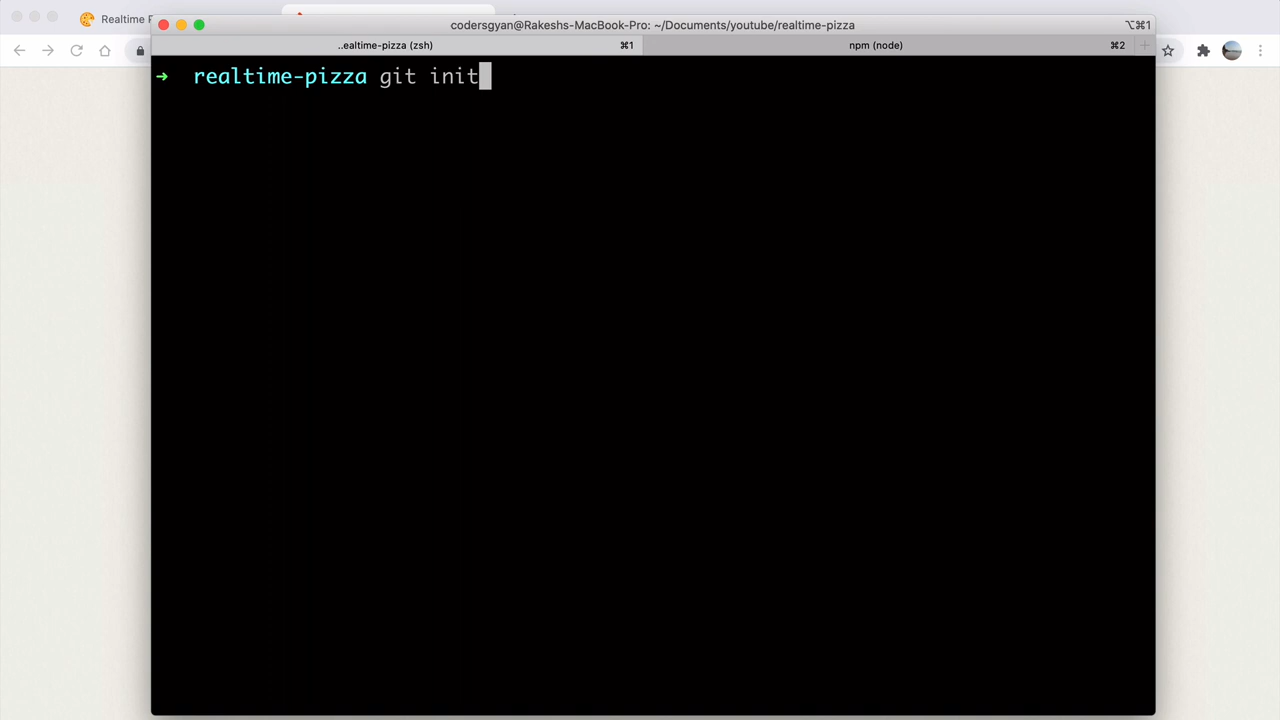 Realtime P
codersgyan@Rakeshs-MacBook-Pro: ~/Documents/youtube/realtime-pizza
⌥⌘1
..ealtime-pizza (zsh) ⌘1
npm (node) ⌘2
➜ realtime-pizza git init